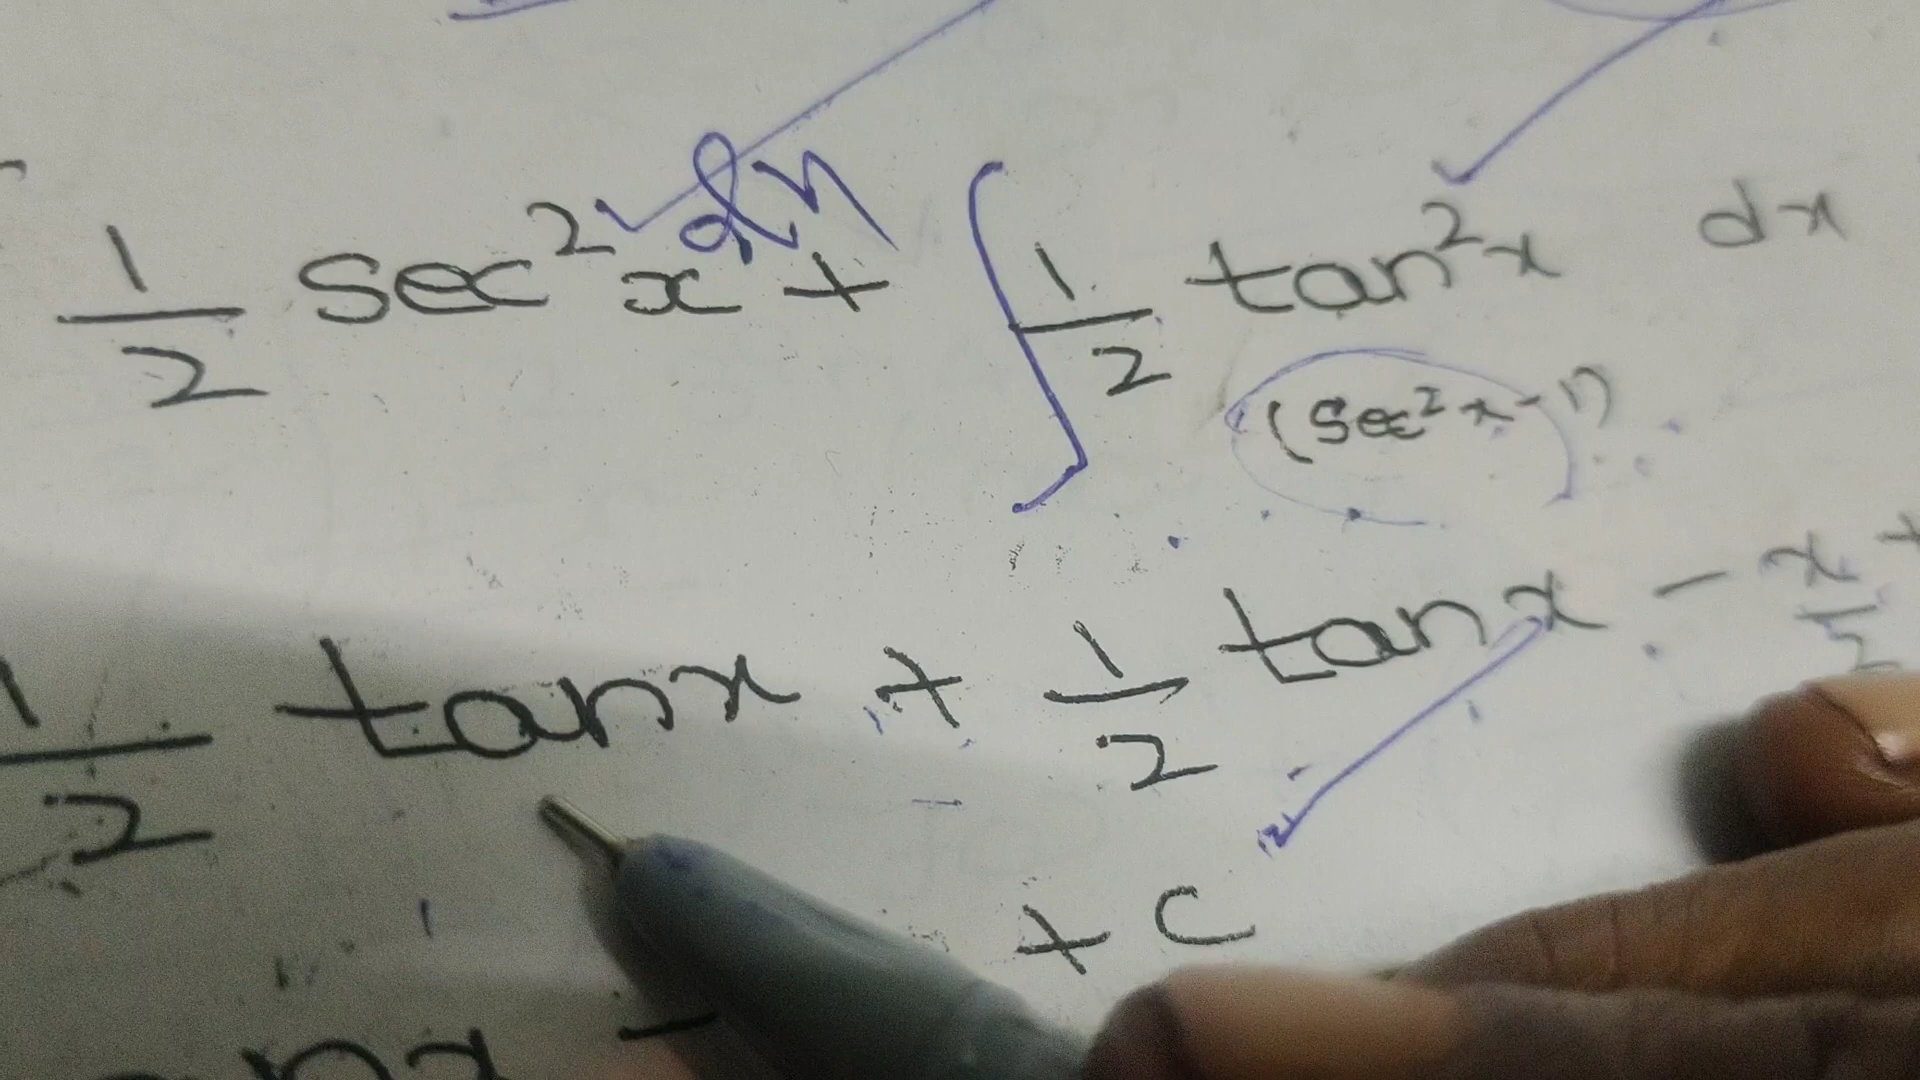 1/2 sec²x dx + ∫ 1/2 tan²x dx
(sec²x - 1)
1/2 tanx + 1/2 tanx - x/2 +
+ C